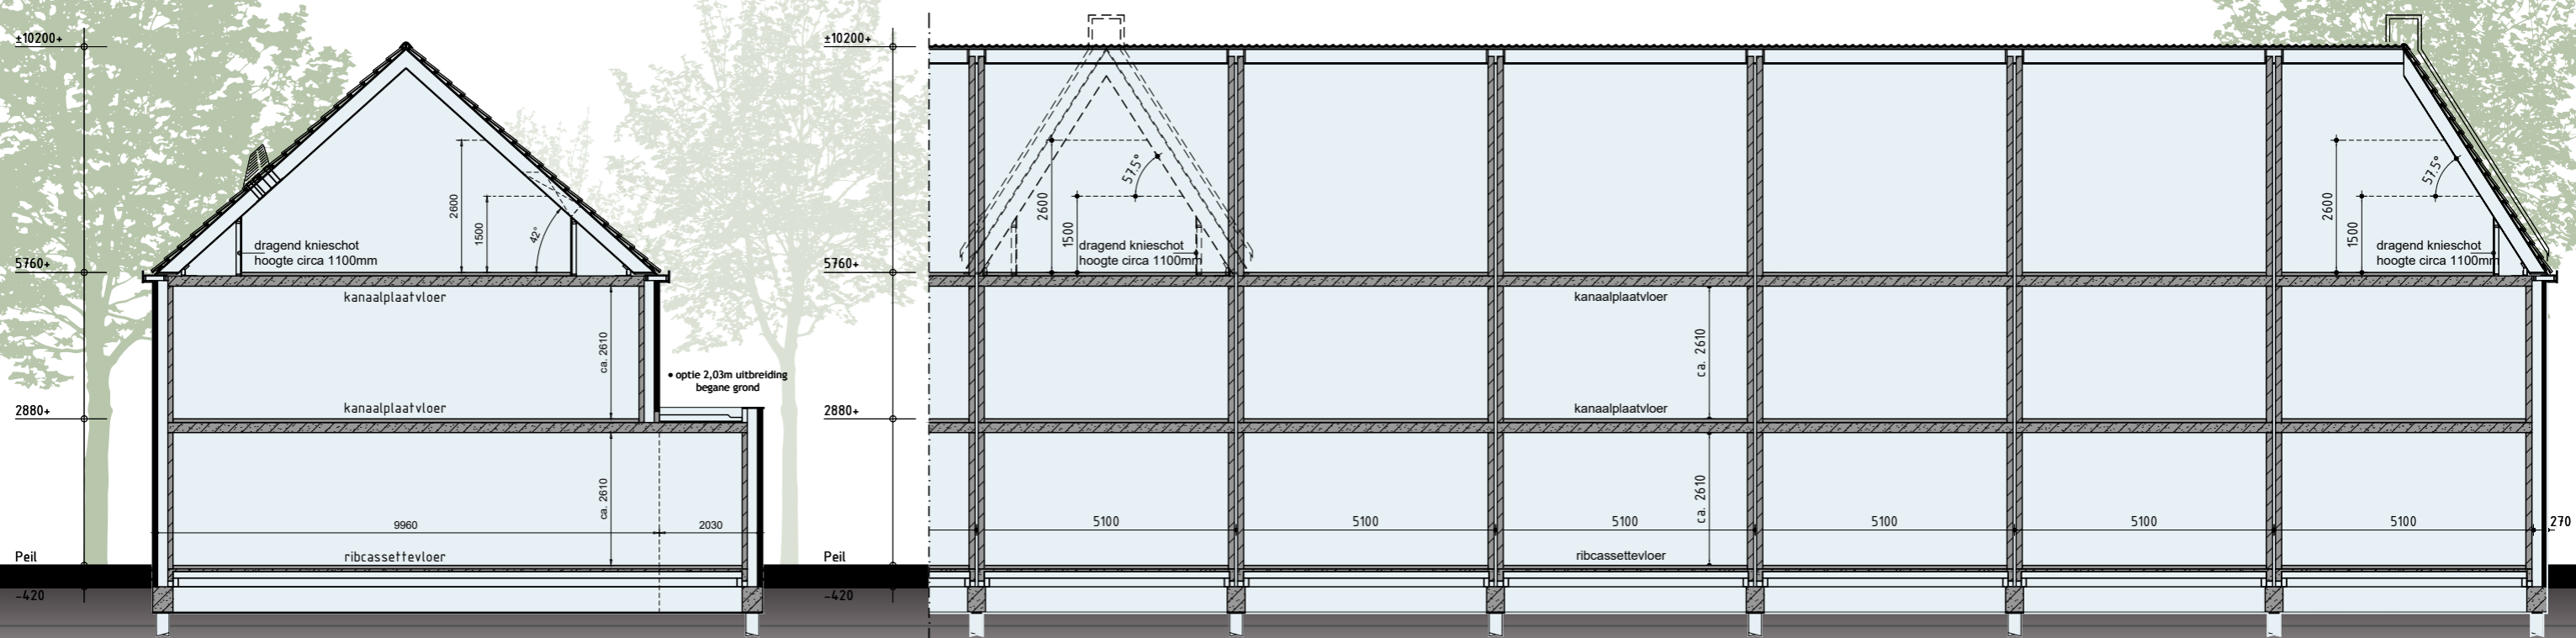 ±10200+
5760+
2880+
Peil
-420
2600
1500
42°
dragend knieschot
hoogte circa 1100mm
kanaalplaatvloer
ca. 2610
• optie 2,03m uitbreiding
begane grond
kanaalplaatvloer
ca. 2610
9960
2030
ribcassettevloer
±10200+
5760+
2880+
Peil
-420
2600
1500
57.5°
dragend knieschot
hoogte circa 1100mm
2600
1500
57.5°
dragend knieschot
hoogte circa 1100mm
kanaalplaatvloer
ca. 2610
kanaalplaatvloer
ca. 2610
5100
5100
5100
5100
5100
5100
270
ribcassettevloer